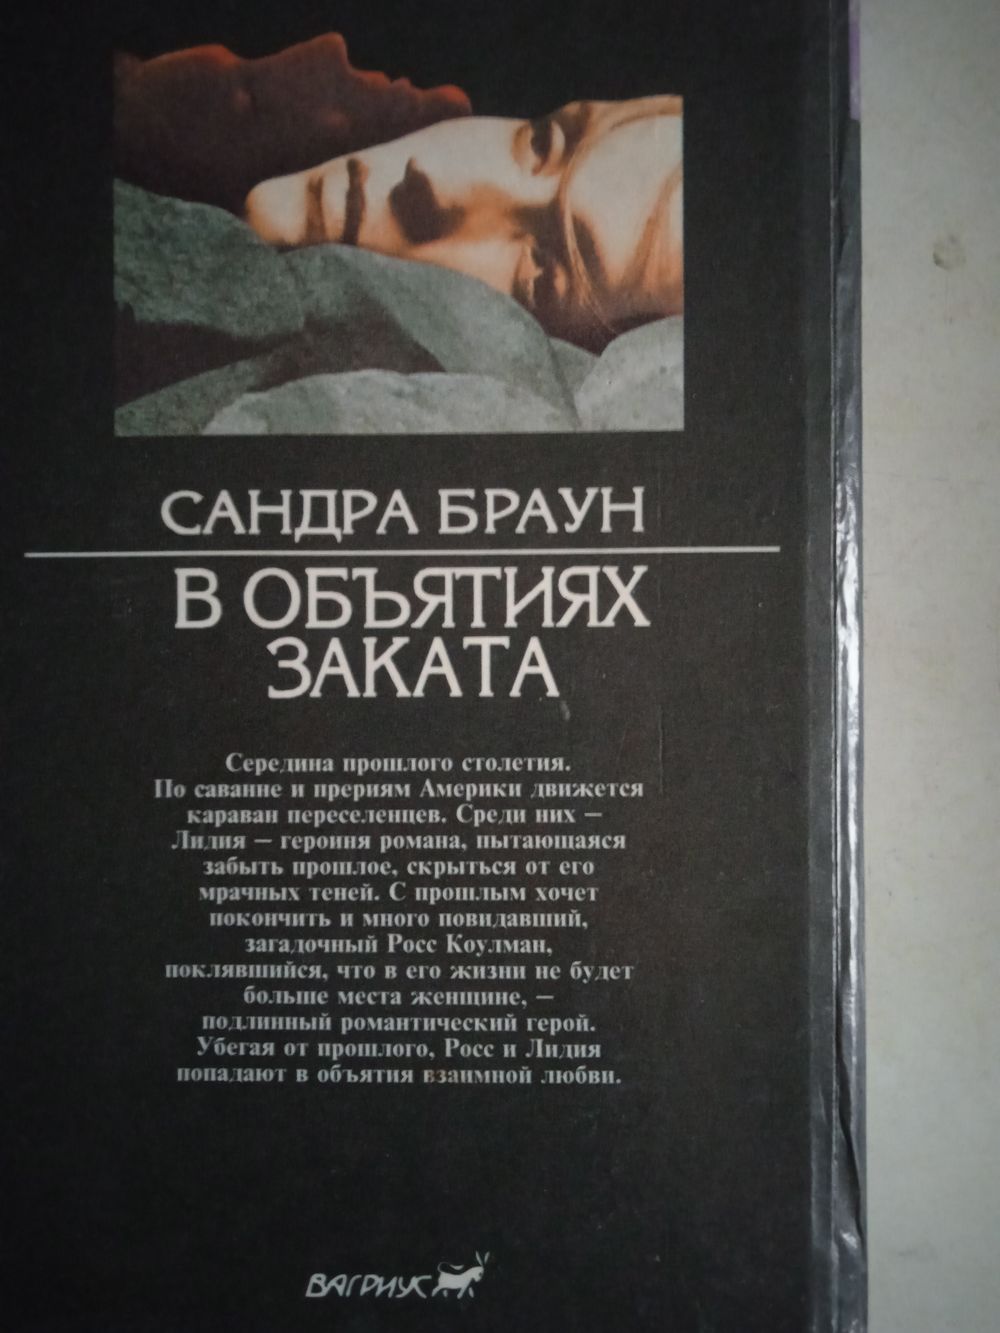 САНДРА БРАУН
В ОБЪЯТИЯХ
ЗАКАТА
Середина прошлого столетия.
По саванне и прериям Америки движется
караван переселенцев. Среди них —
Лидия — героиня романа, пытающаяся
забыть прошлое, скрыться от его
мрачных теней. С прошлым хочет
покончить и много повидавший,
загадочный Росс Коулман,
поклявшийся, что в его жизни не будет
больше места женщине, —
подлинный романтический герой.
Убегая от прошлого, Росс и Лидия
попадают в объятия взаимной любви.
ВАГРИУС